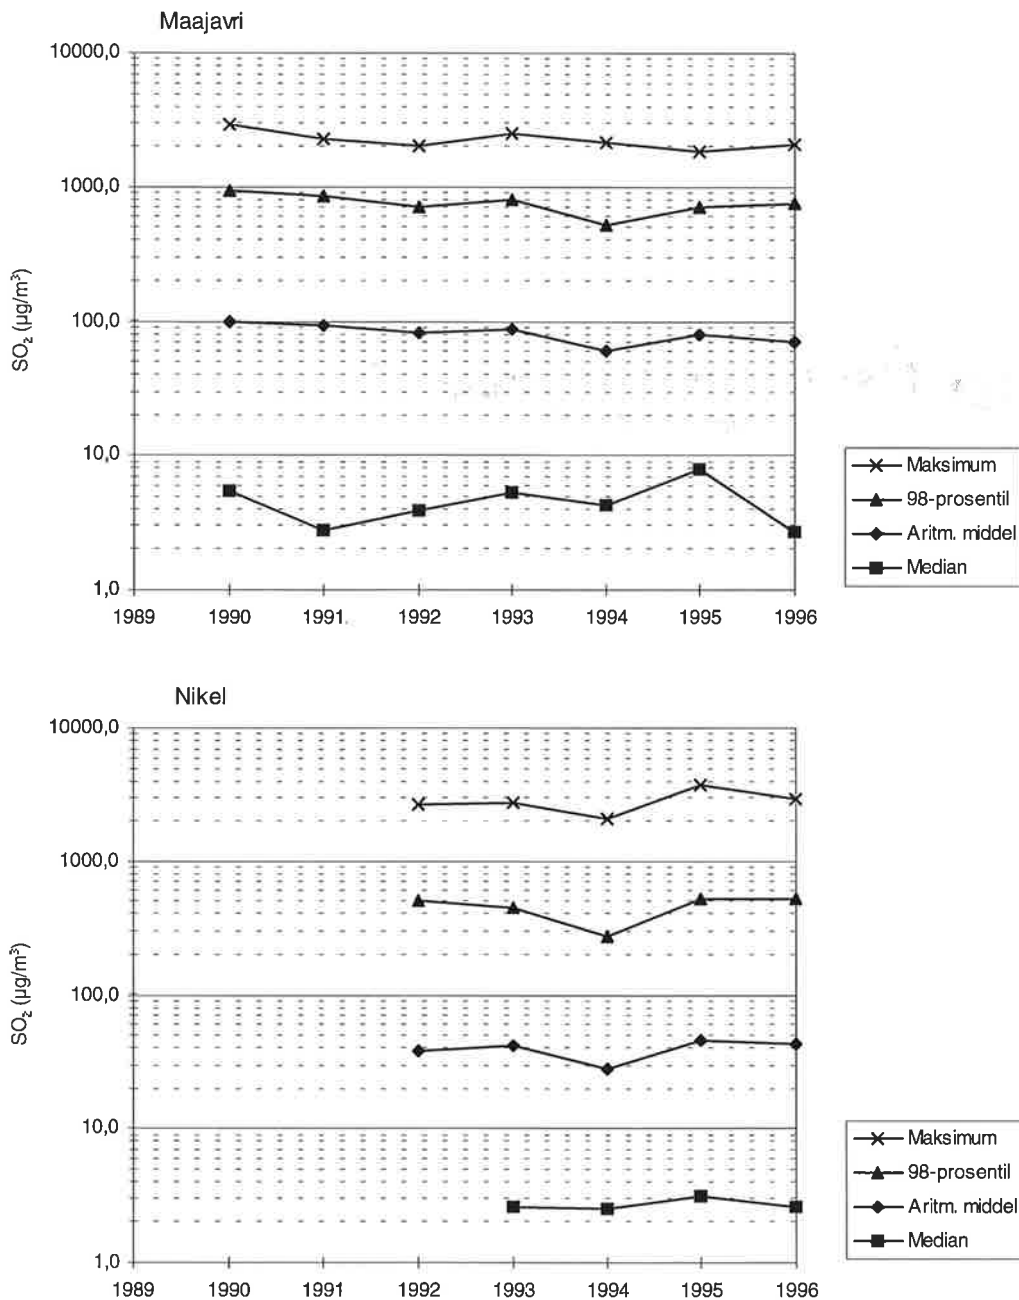 Maajavri
10000,0
1000,0
100,0
10,0
1,0
SO₂ (µg/m³)
1989 1990 1991 1992 1993 1994 1995 1996
Maksimum
98-prosentil
Aritm. middel
Median
Nikel
10000,0
1000,0
100,0
10,0
1,0
SO₂ (µg/m³)
1989 1990 1991 1992 1993 1994 1995 1996
Maksimum
98-prosentil
Aritm. middel
Median